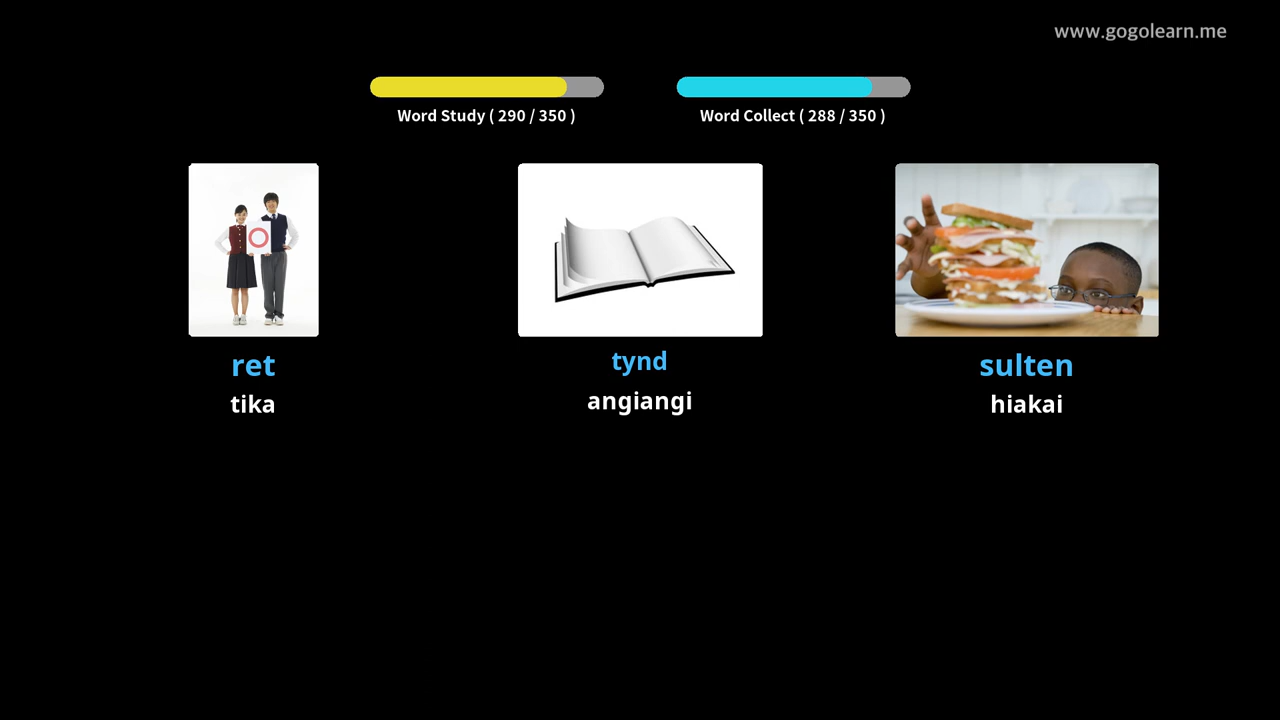 www.gogolearn.me
Word Study ( 290 / 350 )
Word Collect ( 288 / 350 )
ret
tika
tynd
angiangi
sulten
hiakai